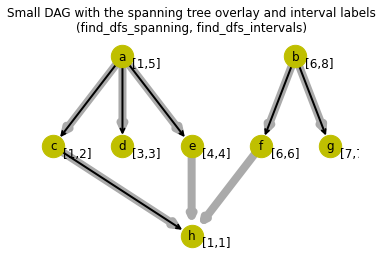 Small DAG with the spanning tree overlay and interval labels
(find_dfs_spanning, find_dfs_intervals)
a [1,5]
b [6,8]
c [1,2]
d [3,3]
e [4,4]
f [6,6]
g [7,
h [1,1]